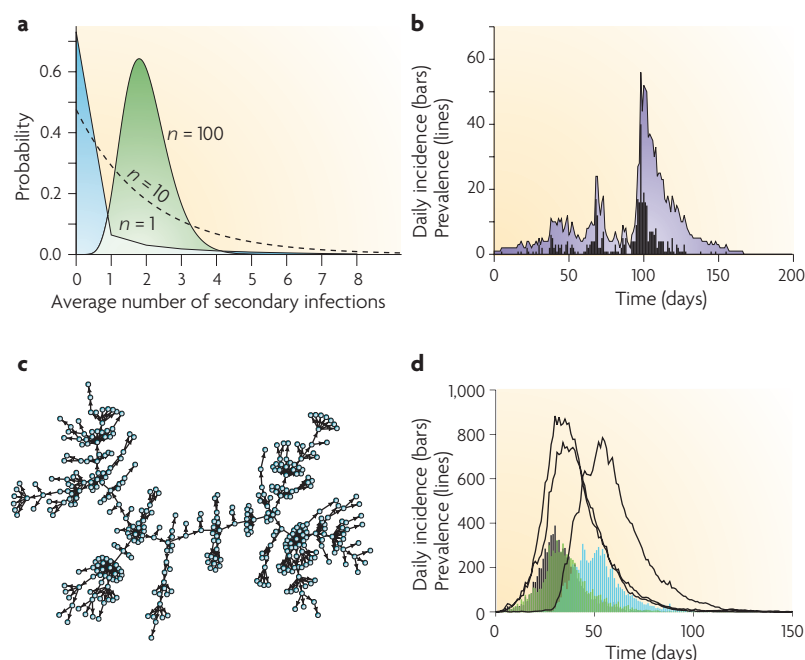 a
Probability
0.6
0.4
0.2
0.0
n = 100
n = 10
n = 1
0 1 2 3 4 5 6 7 8
Average number of secondary infections
b
Daily incidence (bars)
Prevalence (lines)
60
40
20
0
0 50 100 150 200
Time (days)
c
d
Daily incidence (bars)
Prevalence (lines)
1,000
800
600
400
200
0
0 50 100 150
Time (days)